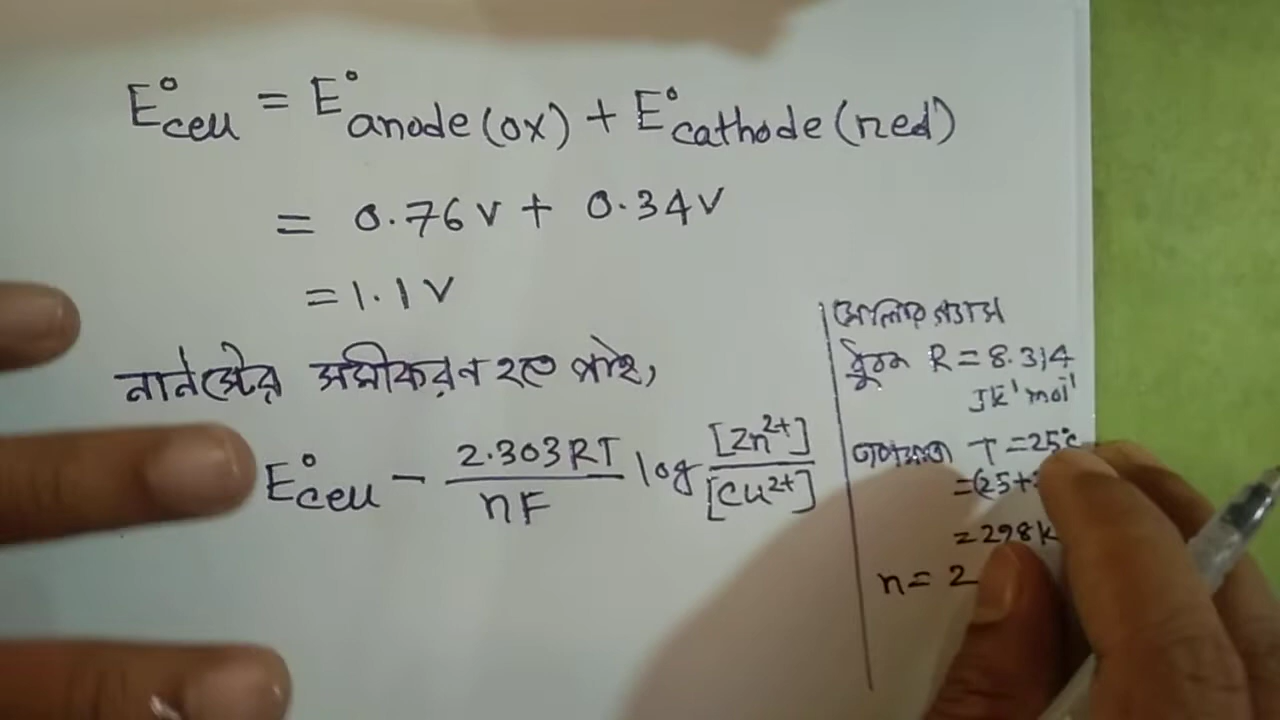 E°cell = E°anode(ox) + E°cathode(red)
= 0.76V + 0.34V
= 1.1V
নার্নস্টের সমীকরণ হতে পাই,
E°cell - 2.303RT/nF log [Zn2+]/[Cu2+]
ধ্রুবক R = 8.314
JK-1 mol-1
তাপমাত্রা T = 25°C
=(25+
= 298K
n = 2